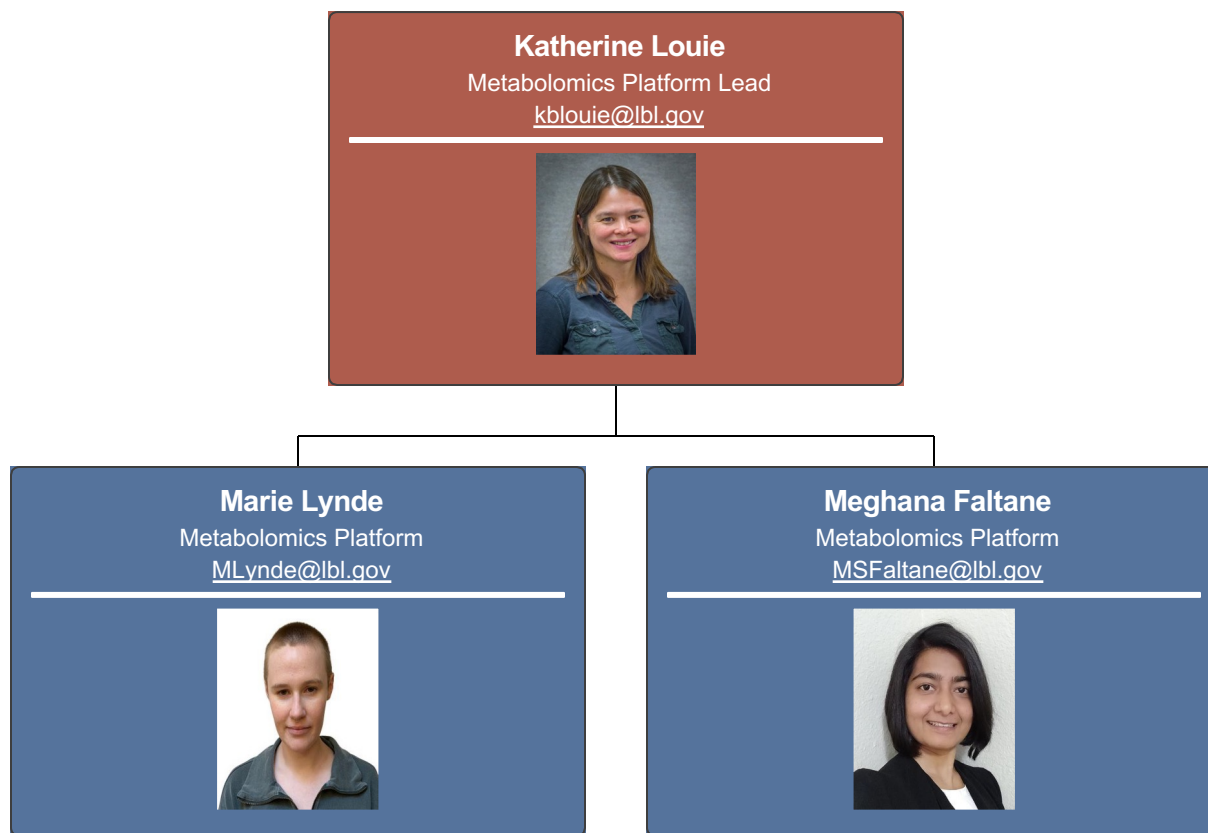 Katherine Louie
Metabolomics Platform Lead
kblouie@lbl.gov
Marie Lynde
Metabolomics Platform
MLynde@lbl.gov
Meghana Faltane
Metabolomics Platform
MSFaltane@lbl.gov